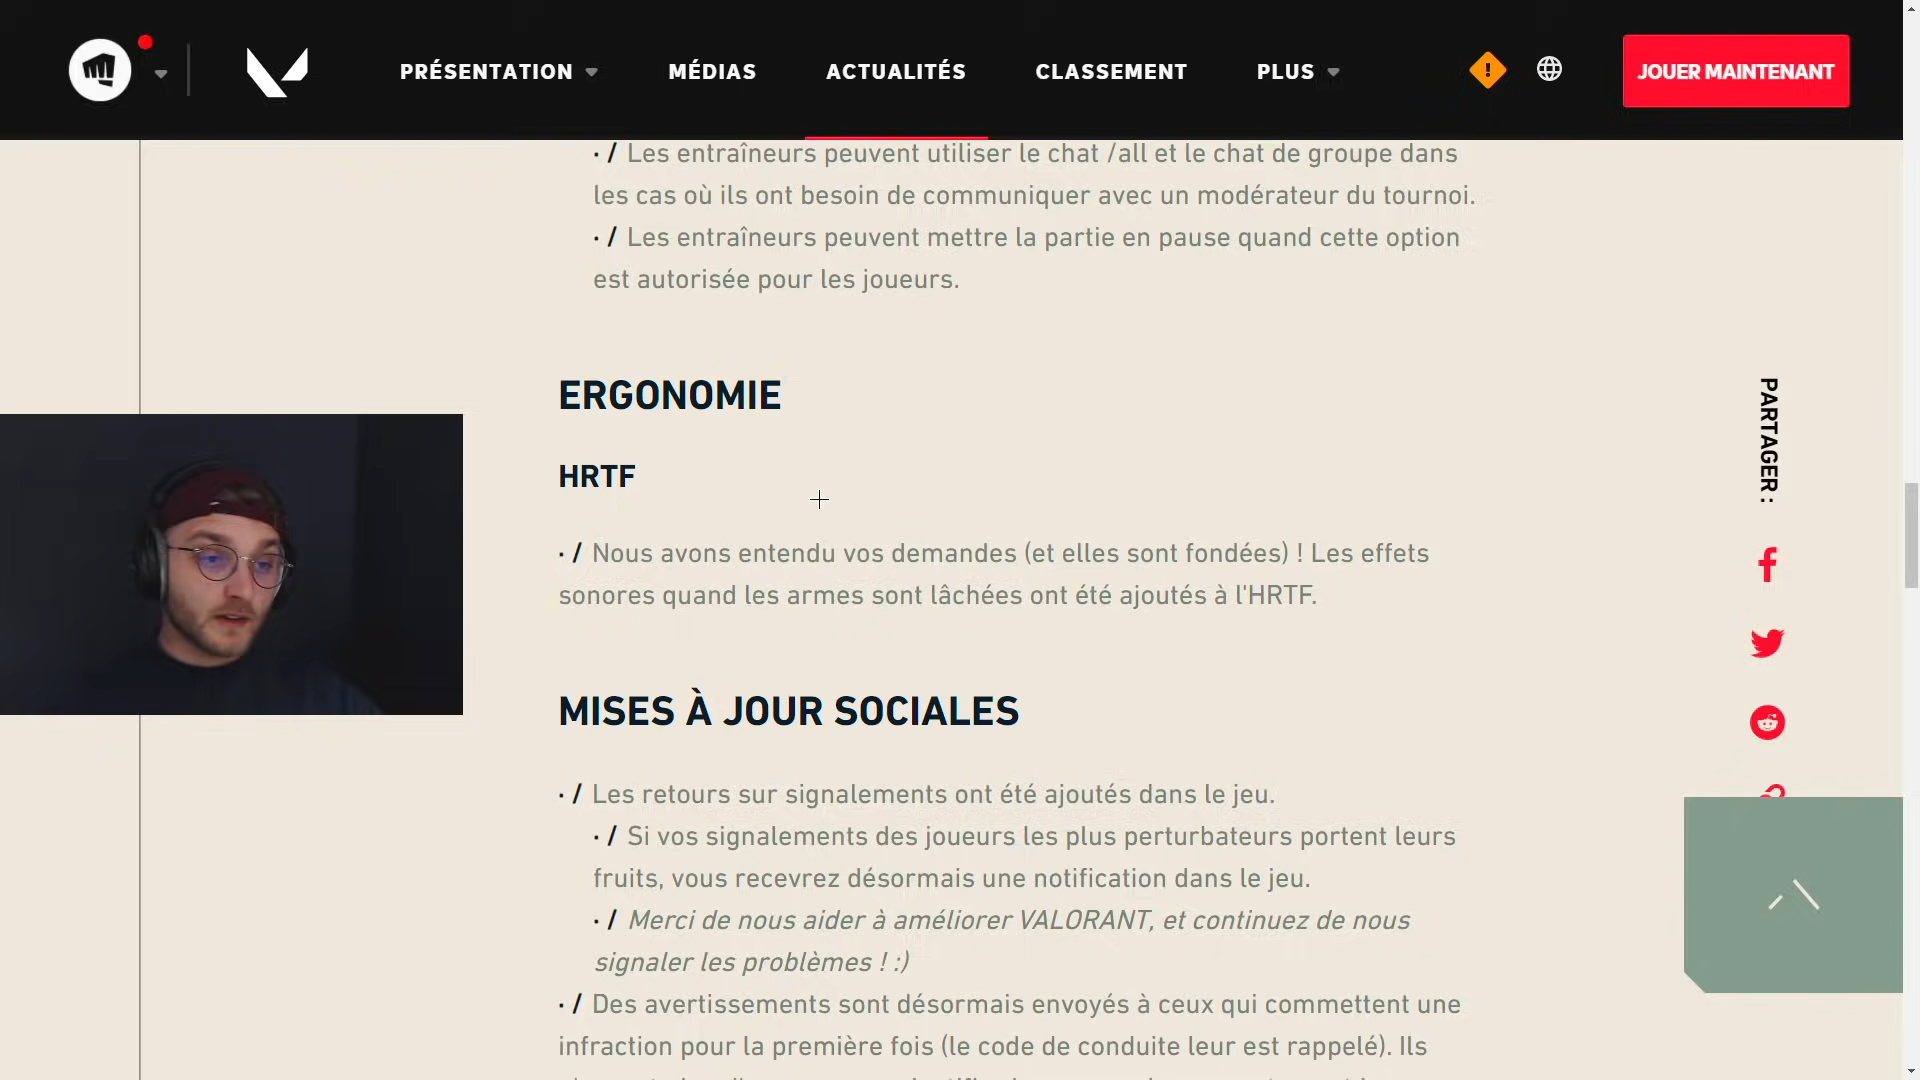 PRÉSENTATION
MÉDIAS
ACTUALITÉS
CLASSEMENT
PLUS
JOUER MAINTENANT
· / Les entraîneurs peuvent utiliser le chat /all et le chat de groupe dans
les cas où ils ont besoin de communiquer avec un modérateur du tournoi.
· / Les entraîneurs peuvent mettre la partie en pause quand cette option
est autorisée pour les joueurs.
ERGONOMIE
HRTF
· / Nous avons entendu vos demandes (et elles sont fondées) ! Les effets
sonores quand les armes sont lâchées ont été ajoutés à l'HRTF.
MISES À JOUR SOCIALES
· / Les retours sur signalements ont été ajoutés dans le jeu.
· / Si vos signalements des joueurs les plus perturbateurs portent leurs
fruits, vous recevrez désormais une notification dans le jeu.
· / Merci de nous aider à améliorer VALORANT, et continuez de nous
signaler les problèmes ! :)
· / Des avertissements sont désormais envoyés à ceux qui commettent une
infraction pour la première fois (le code de conduite leur est rappelé). Ils
PARTAGER :